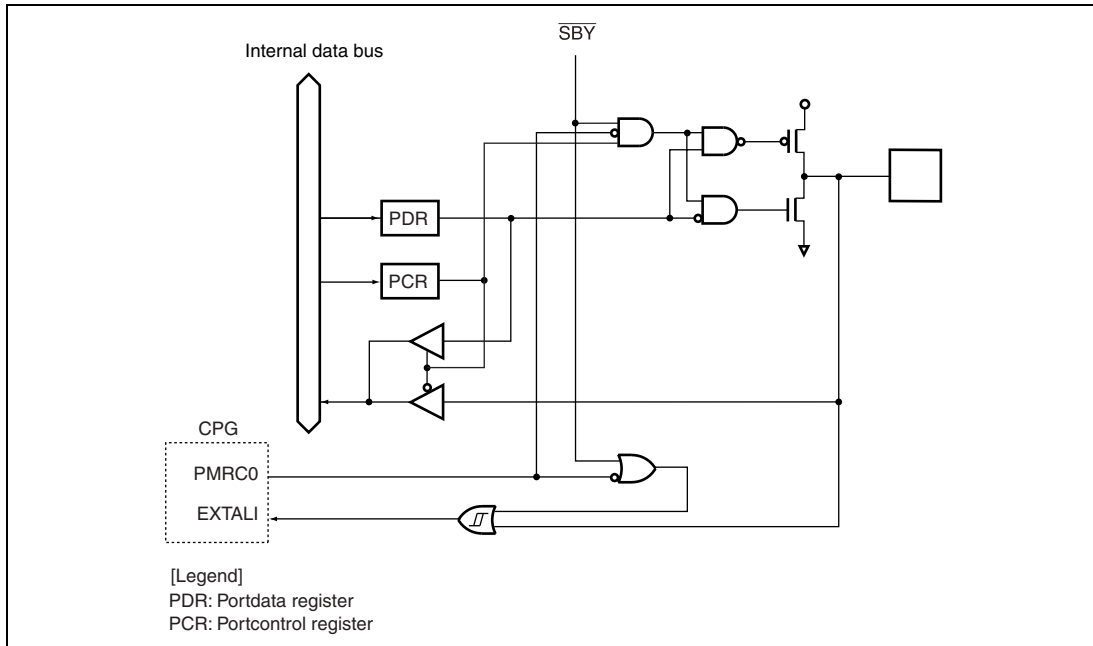 SBY
Internal data bus
PDR
PCR
CPG
PMRC0
EXTALI
[Legend]
PDR: Portdata register
PCR: Portcontrol register